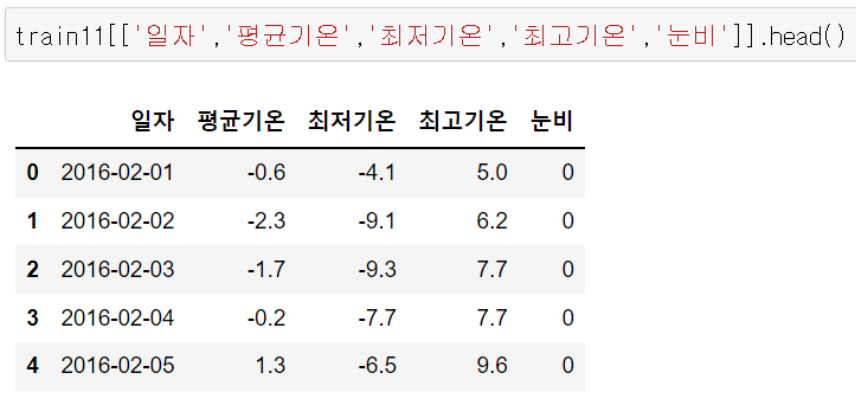 train11[['일자','평균기온','최저기온','최고기온','눈비']].head()
일자 평균기온 최저기온 최고기온 눈비
0 2016-02-01 -0.6 -4.1 5.0 0
1 2016-02-02 -2.3 -9.1 6.2 0
2 2016-02-03 -1.7 -9.3 7.7 0
3 2016-02-04 -0.2 -7.7 7.7 0
4 2016-02-05 1.3 -6.5 9.6 0